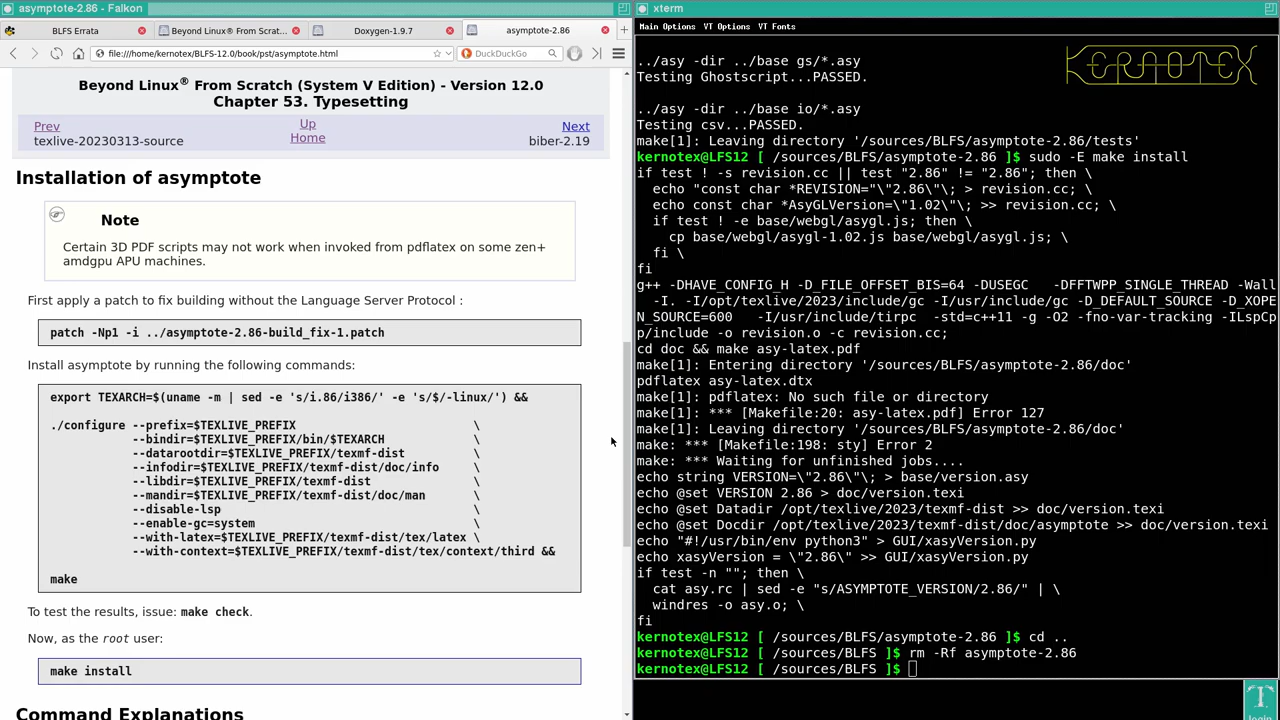 asymptote-2.86 - Falkon
BLFS Errata
Beyond Linux® From Scrat...
Doxygen-1.9.7
asymptote-2.86
file:///home/kernotex/BLFS-12.0/book/pst/asymptote.html
DuckDuckGo
Beyond Linux® From Scratch (System V Edition) - Version 12.0
Chapter 53. Typesetting
Prev
Up
Next
texlive-20230313-source
Home
biber-2.19
Installation of asymptote
Note
Certain 3D PDF scripts may not work when invoked from pdflatex on some zen+
amdgpu APU machines.
First apply a patch to fix building without the Language Server Protocol :
patch -Np1 -i ../asymptote-2.86-build_fix-1.patch
Install asymptote by running the following commands:
export TEXARCH=$(uname -m | sed -e 's/i.86/i386/' -e 's/$/-linux/') &&
./configure --prefix=$TEXLIVE_PREFIX \
--bindir=$TEXLIVE_PREFIX/bin/$TEXARCH \
--datarootdir=$TEXLIVE_PREFIX/texmf-dist \
--infodir=$TEXLIVE_PREFIX/texmf-dist/doc/info \
--libdir=$TEXLIVE_PREFIX/texmf-dist \
--mandir=$TEXLIVE_PREFIX/texmf-dist/doc/man \
--disable-lsp \
--enable-gc=system \
--with-latex=$TEXLIVE_PREFIX/texmf-dist/tex/latex \
--with-context=$TEXLIVE_PREFIX/texmf-dist/tex/context/third &&
make
To test the results, issue: make check.
Now, as the root user:
make install
Command Explanations
xterm
Main Options VT Options VT Fonts
KERNOTEX
../asy -dir ../base gs/*.asy
Testing Ghostscript...PASSED.
../asy -dir ../base io/*.asy
Testing csv...PASSED.
make[1]: Leaving directory '/sources/BLFS/asymptote-2.86/tests'
kernotex@LFS12 [ /sources/BLFS/asymptote-2.86 ]$ sudo -E make install
if test ! -s revision.cc || test "2.86" != "2.86"; then \
echo "const char *REVISION="\"2.86\"\; > revision.cc; \
echo const char *AsyGLVersion=\"1.02"\; >> revision.cc; \
if test ! -e base/webgl/asygl.js; then \
cp base/webgl/asygl-1.02.js base/webgl/asygl.js; \
fi \
fi
g++ -DHAVE_CONFIG_H -D_FILE_OFFSET_BIS=64 -DUSEGC -DFFTWPP_SINGLE_THREAD -Wall
-I. -I/opt/texlive/2023/include/gc -I/usr/include/gc -D_DEFAULT_SOURCE -D_XOPE
N_SOURCE=600 -I/usr/include/tirpc -std=c++11 -g -O2 -fno-var-tracking -ILspCp
p/include -o revision.o -c revision.cc;
cd doc && make asy-latex.pdf
make[1]: Entering directory '/sources/BLFS/asymptote-2.86/doc'
pdflatex asy-latex.dtx
make[1]: pdflatex: No such file or directory
make[1]: *** [Makefile:20: asy-latex.pdf] Error 127
make[1]: Leaving directory '/sources/BLFS/asymptote-2.86/doc'
make: *** [Makefile:198: sty] Error 2
make: *** Waiting for unfinished jobs....
echo string VERSION=\"2.86\"\; > base/version.asy
echo @set VERSION 2.86 > doc/version.texi
echo @set Datadir /opt/texlive/2023/texmf-dist >> doc/version.texi
echo @set Docdir /opt/texlive/2023/texmf-dist/doc/asymptote >> doc/version.texi
echo "#!/usr/bin/env python3" > GUI/xasyVersion.py
echo xasyVersion = \"2.86\" >> GUI/xasyVersion.py
if test -n ""; then \
cat asy.rc | sed -e "s/ASYMPTOTE_VERSION/2.86/" | \
windres -o asy.o; \
fi
kernotex@LFS12 [ /sources/BLFS/asymptote-2.86 ]$ cd ..
kernotex@LFS12 [ /sources/BLFS ]$ rm -Rf asymptote-2.86
kernotex@LFS12 [ /sources/BLFS ]$
login